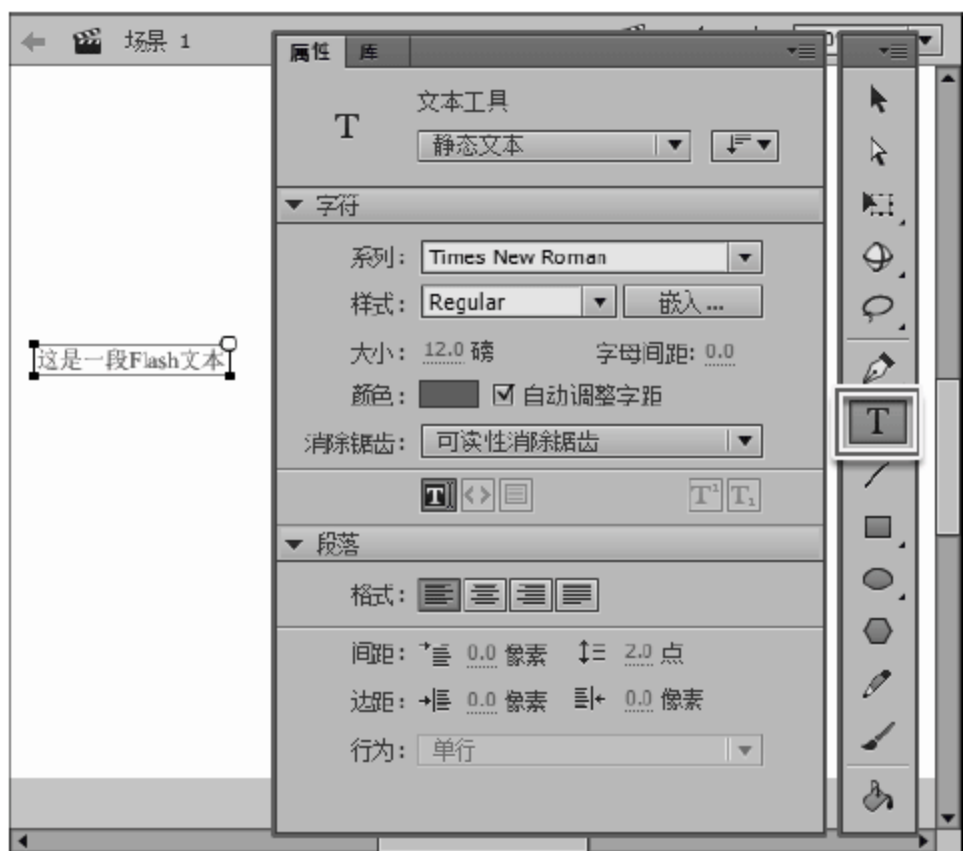 场景 1
属性 库
T
文本工具
静态文本
字符
系列: Times New Roman
样式: Regular 嵌入...
大小: 12.0 磅 字母间距: 0.0
颜色: 自动调整字距
消除锯齿: 可读性消除锯齿
T T¹ T₁
段落
格式:
间距: 0.0 像素 2.0 点
边距: 0.0 像素 0.0 像素
行为: 单行
这是一段Flash文本
T